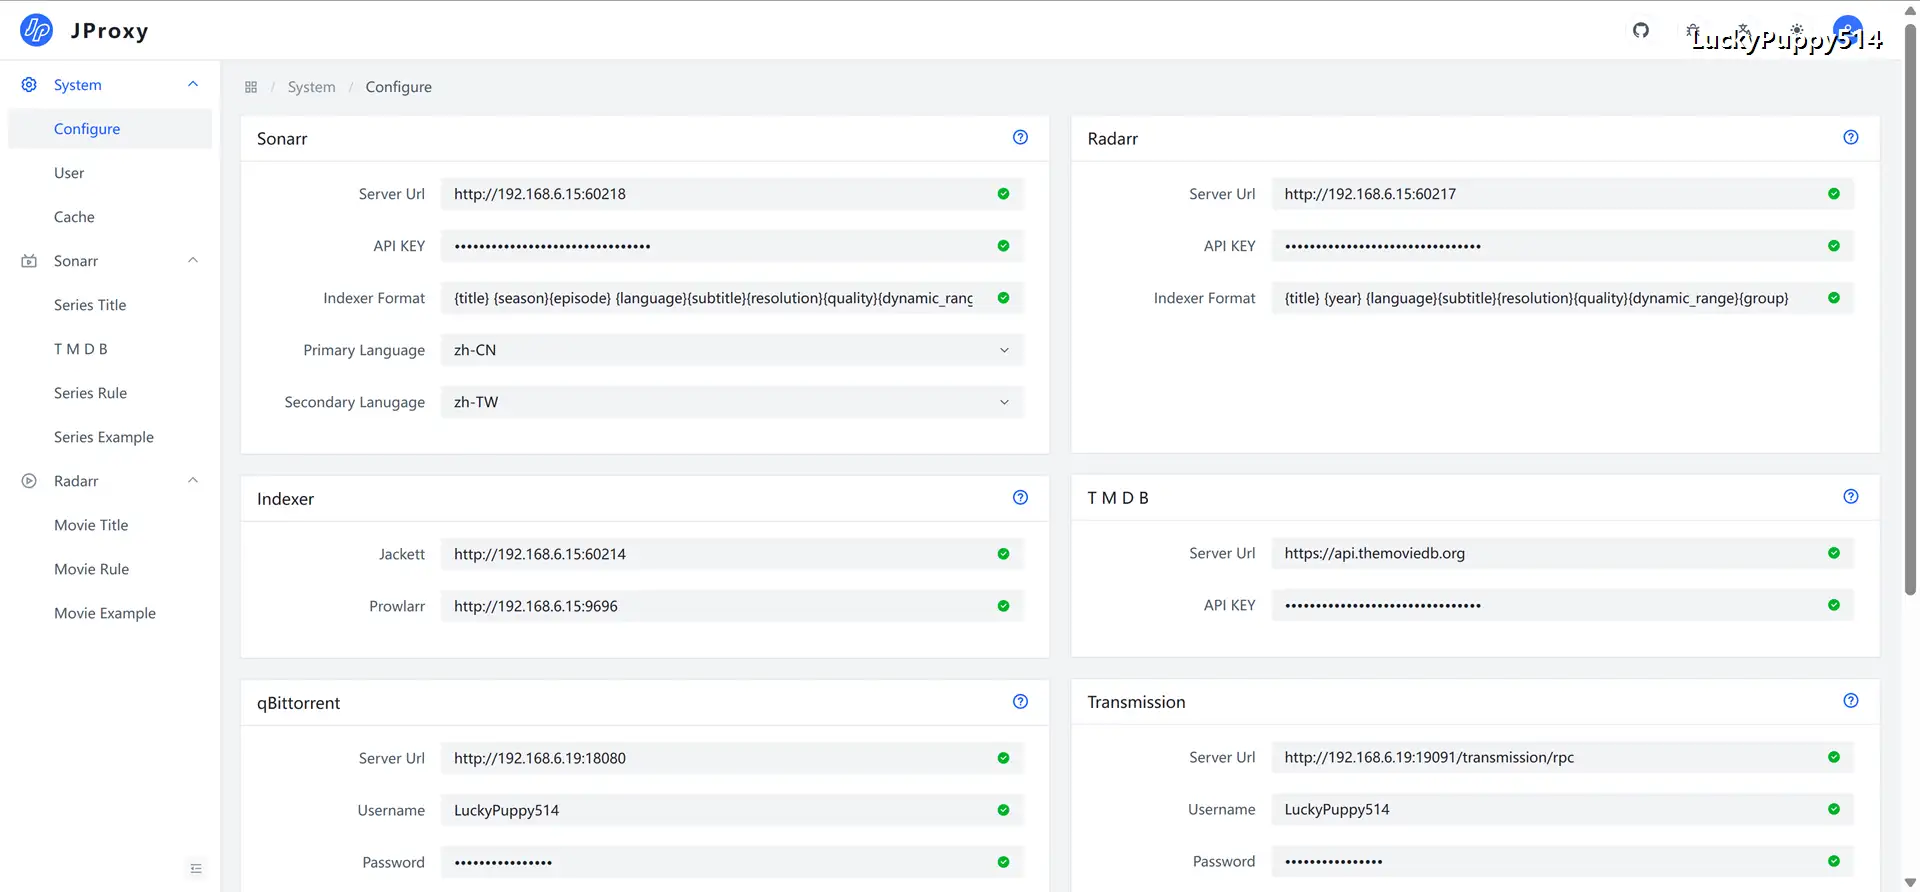 JProxy
LuckyPuppy514
System
Configure
User
Cache
Sonarr
Series Title
T M D B
Series Rule
Series Example
Radarr
Movie Title
Movie Rule
Movie Example
/ System / Configure
Sonarr
Server Url http://192.168.6.15:60218
API KEY ••••••••••••••••••••••••••••••••
Indexer Format {title} {season}{episode} {language}{subtitle}{resolution}{quality}{dynamic_rang
Primary Language zh-CN
Secondary Lanugage zh-TW
Radarr
Server Url http://192.168.6.15:60217
API KEY ••••••••••••••••••••••••••••••••
Indexer Format {title} {year} {language}{subtitle}{resolution}{quality}{dynamic_range}{group}
Indexer
Jackett http://192.168.6.15:60214
Prowlarr http://192.168.6.15:9696
T M D B
Server Url https://api.themoviedb.org
API KEY ••••••••••••••••••••••••••••••••
qBittorrent
Server Url http://192.168.6.19:18080
Username LuckyPuppy514
Password ••••••••••••••••
Transmission
Server Url http://192.168.6.19:19091/transmission/rpc
Username LuckyPuppy514
Password ••••••••••••••••